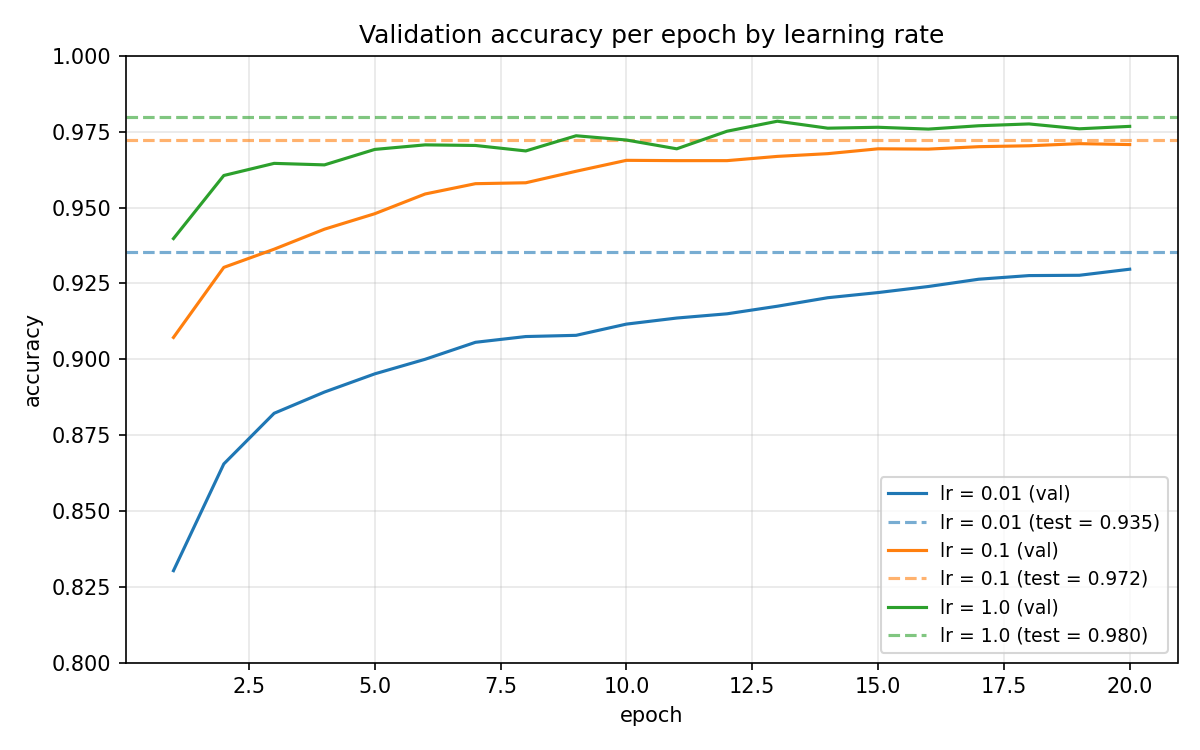 Validation accuracy per epoch by learning rate
accuracy
1.000
0.975
0.950
0.925
0.900
0.875
0.850
0.825
0.800
lr = 0.01 (val)
lr = 0.01 (test = 0.935)
lr = 0.1 (val)
lr = 0.1 (test = 0.972)
lr = 1.0 (val)
lr = 1.0 (test = 0.980)
2.5 5.0 7.5 10.0 12.5 15.0 17.5 20.0
epoch